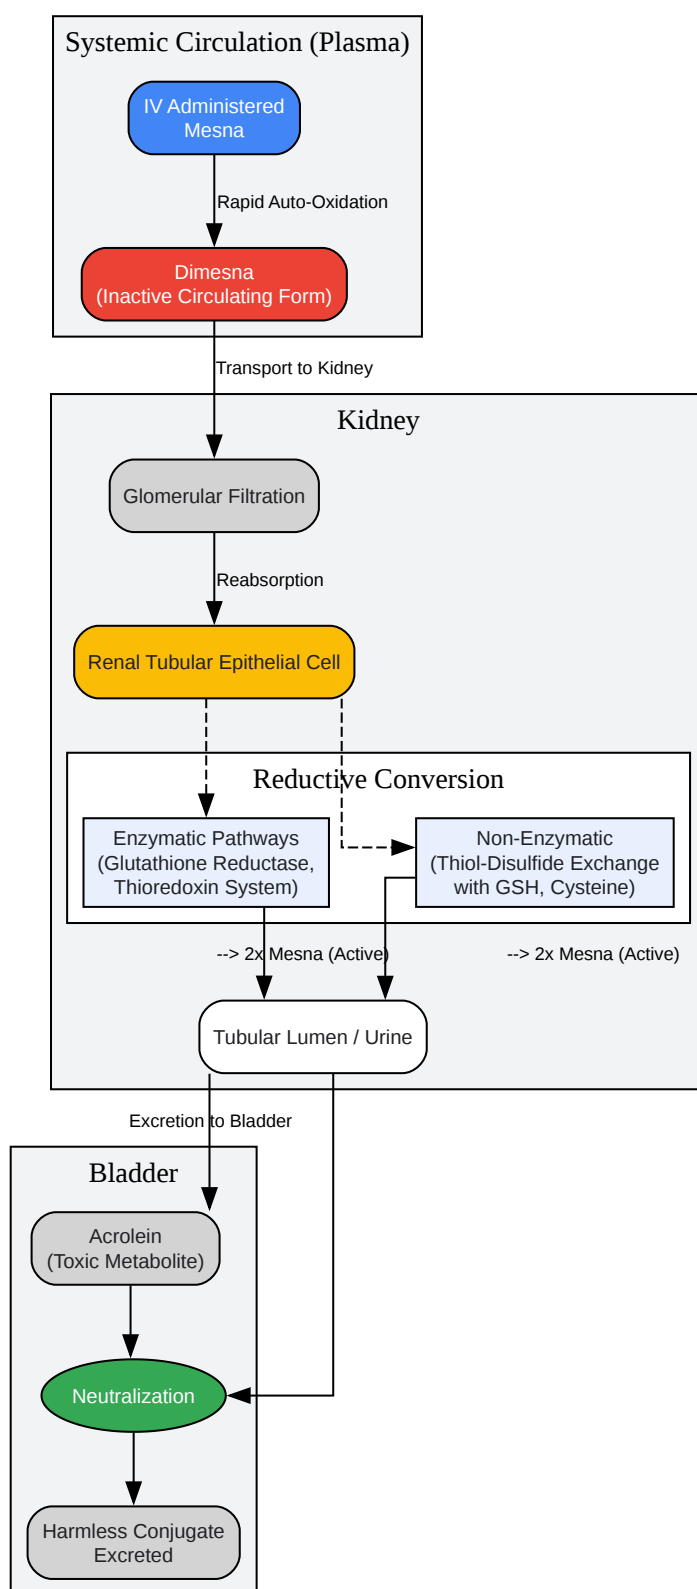 Systemic Circulation (Plasma)
IV Administered
Mesna
Rapid Auto-Oxidation
Dimesna
(Inactive Circulating Form)
Transport to Kidney
Kidney
Glomerular Filtration
Reabsorption
Renal Tubular Epithelial Cell
Reductive Conversion
Enzymatic Pathways
(Glutathione Reductase,
Thioredoxin System)
Non-Enzymatic
(Thiol-Disulfide Exchange
with GSH, Cysteine)
--> 2x Mesna (Active)
--> 2x Mesna (Active)
Tubular Lumen / Urine
Excretion to Bladder
Bladder
Acrolein
(Toxic Metabolite)
Neutralization
Harmless Conjugate
Excreted